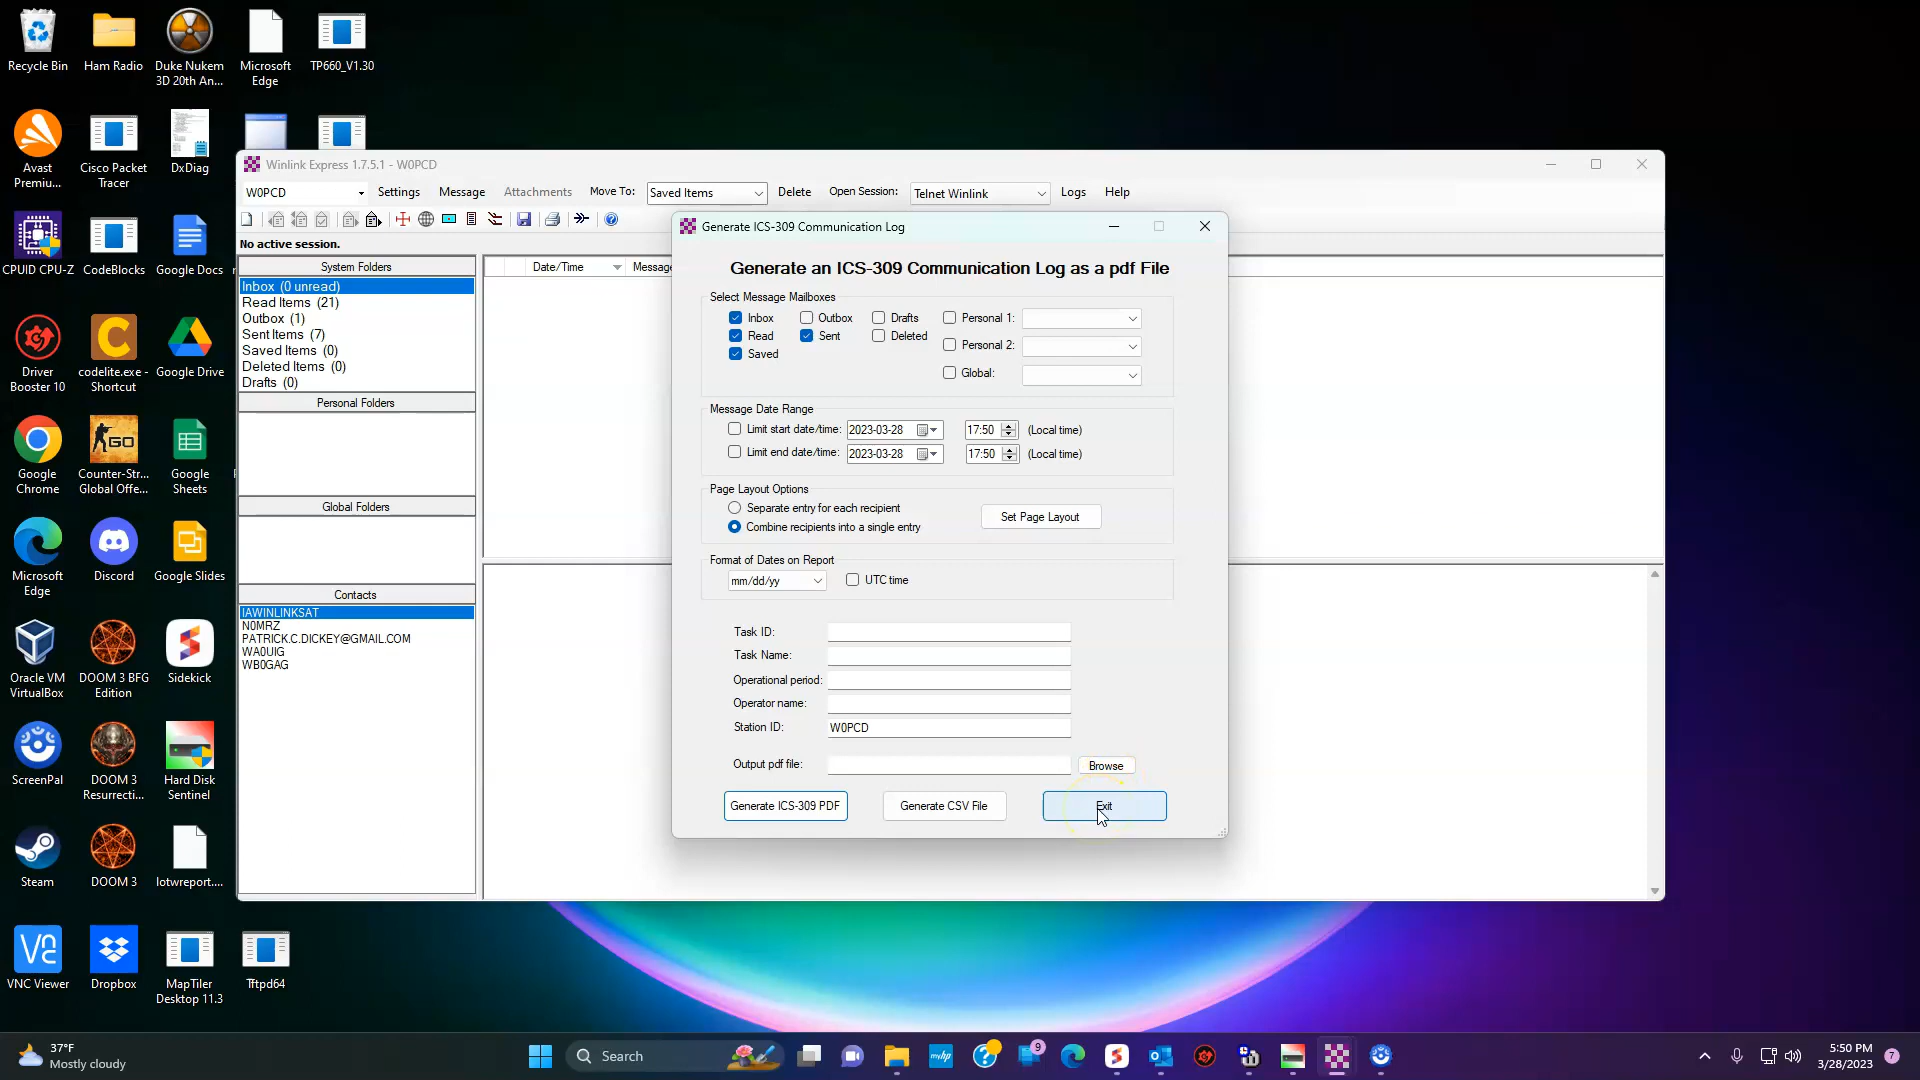 Recycle Bin
Ham Radio
Duke Nukem
3D 20th An...
Microsoft
Edge
TP660_V1.30
Avast
Premiu...
Cisco Packet
Tracer
DxDiag
CPUID CPU-Z
CodeBlocks
Google Docs
Driver
Booster 10
codelite.exe -
Shortcut
Google Drive
Google
Chrome
Counter-Str...
Global Offe...
Google
Sheets
Microsoft
Edge
Discord
Google Slides
Oracle VM
VirtualBox
DOOM 3 BFG
Edition
Sidekick
ScreenPal
DOOM 3
Resurrecti...
Hard Disk
Sentinel
Steam
DOOM 3
lotwreport....
VNC Viewer
Dropbox
MapTiler
Desktop 11.3
Tftpd64
Winlink Express 1.7.5.1 - W0PCD
W0PCD
Settings
Message
Attachments
Move To:
Saved Items
Delete
Open Session:
Telnet Winlink
Logs
Help
No active session.
System Folders
Inbox (0 unread)
Read Items (21)
Outbox (1)
Sent Items (7)
Saved Items (0)
Deleted Items (0)
Drafts (0)
Personal Folders
Global Folders
Contacts
IAWINLINKSAT
N0MRZ
PATRICK.C.DICKEY@GMAIL.COM
WA0UIG
WB0GAG
Date/Time
Message
Generate ICS-309 Communication Log
Generate an ICS-309 Communication Log as a pdf File
Select Message Mailboxes
Inbox
Outbox
Drafts
Personal 1:
Read
Sent
Deleted
Personal 2:
Saved
Global:
Message Date Range
Limit start date/time:
2023-03-28
17:50
(Local time)
Limit end date/time:
2023-03-28
17:50
(Local time)
Page Layout Options
Separate entry for each recipient
Combine recipients into a single entry
Set Page Layout
Format of Dates on Report
mm/dd/yy
UTC time
Task ID:
Task Name:
Operational period:
Operator name:
Station ID:
W0PCD
Output pdf file:
Browse
Generate ICS-309 PDF
Generate CSV File
Exit
37°F
Mostly cloudy
Search
9
5:50 PM
3/28/2023
7